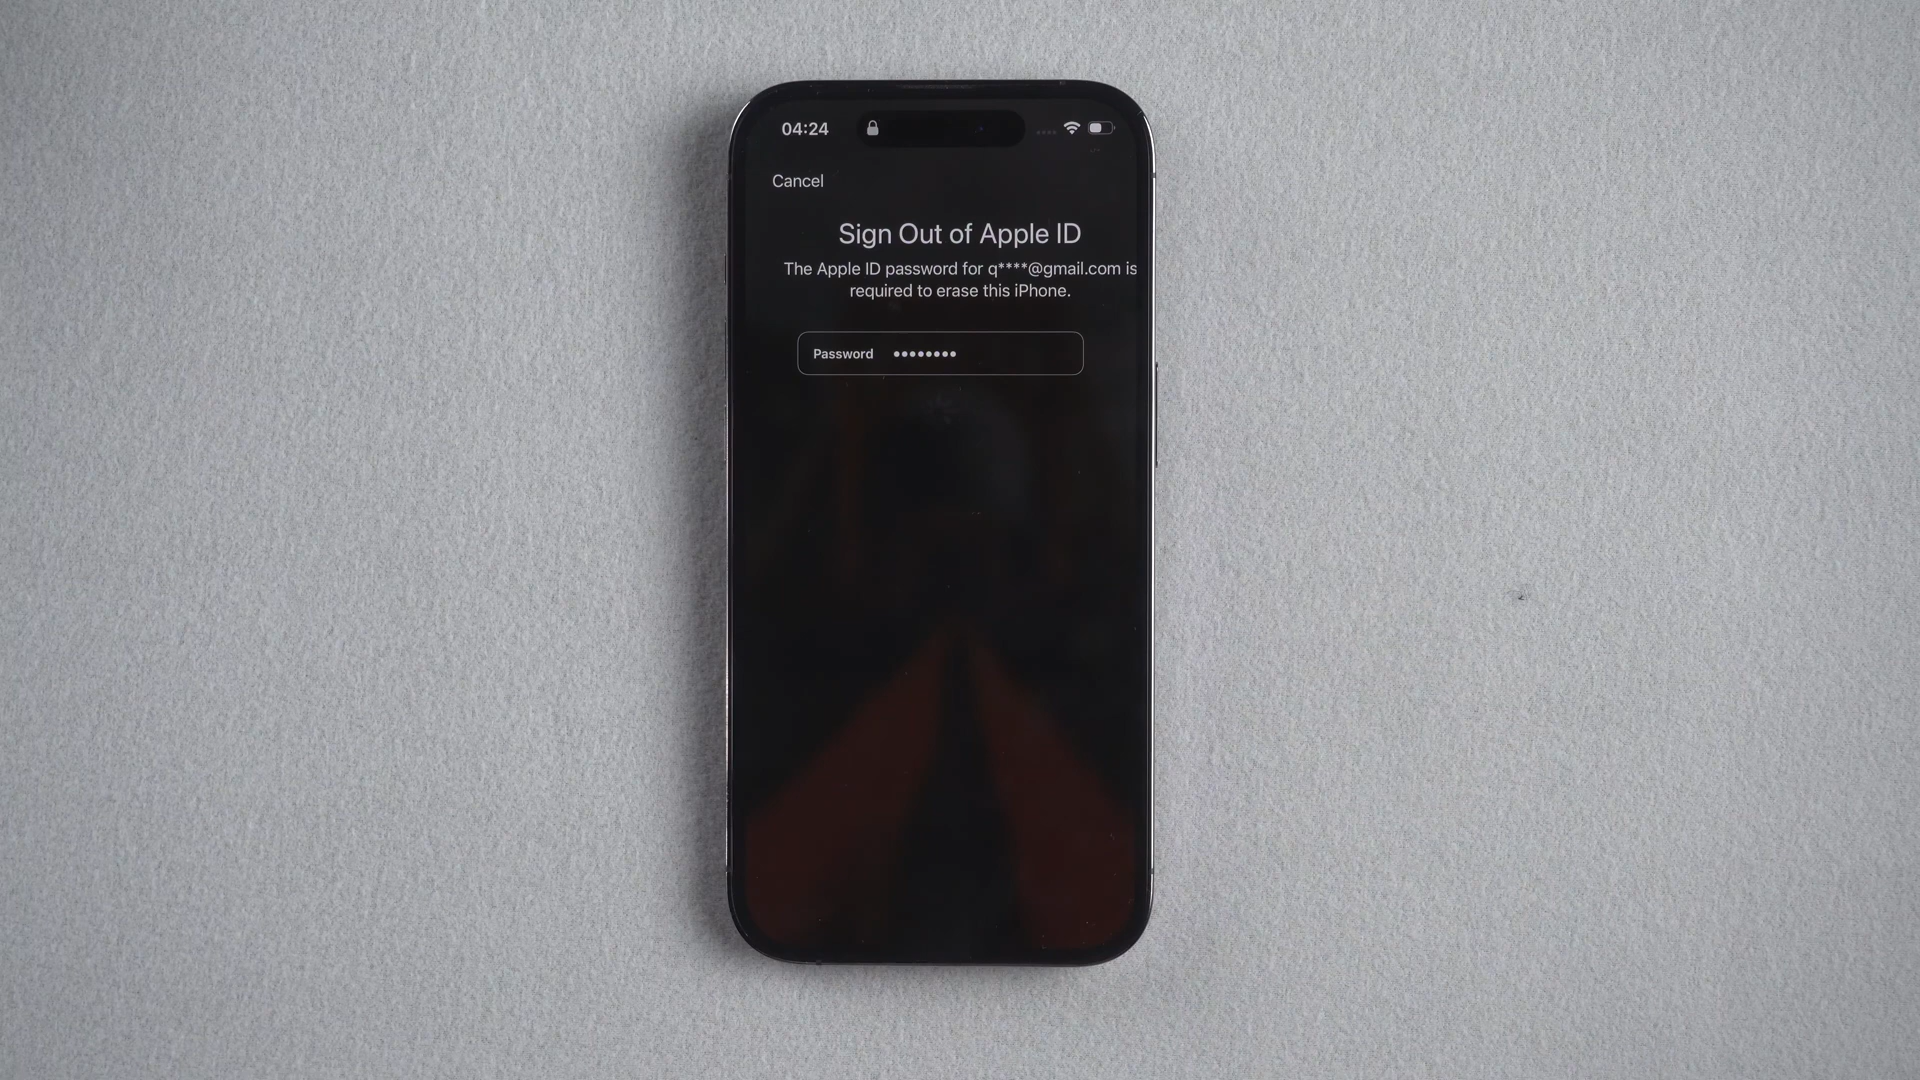 04:24
Cancel
Sign Out of Apple ID
The Apple ID password for q****@gmail.com is
required to erase this iPhone.
Password ••••••••